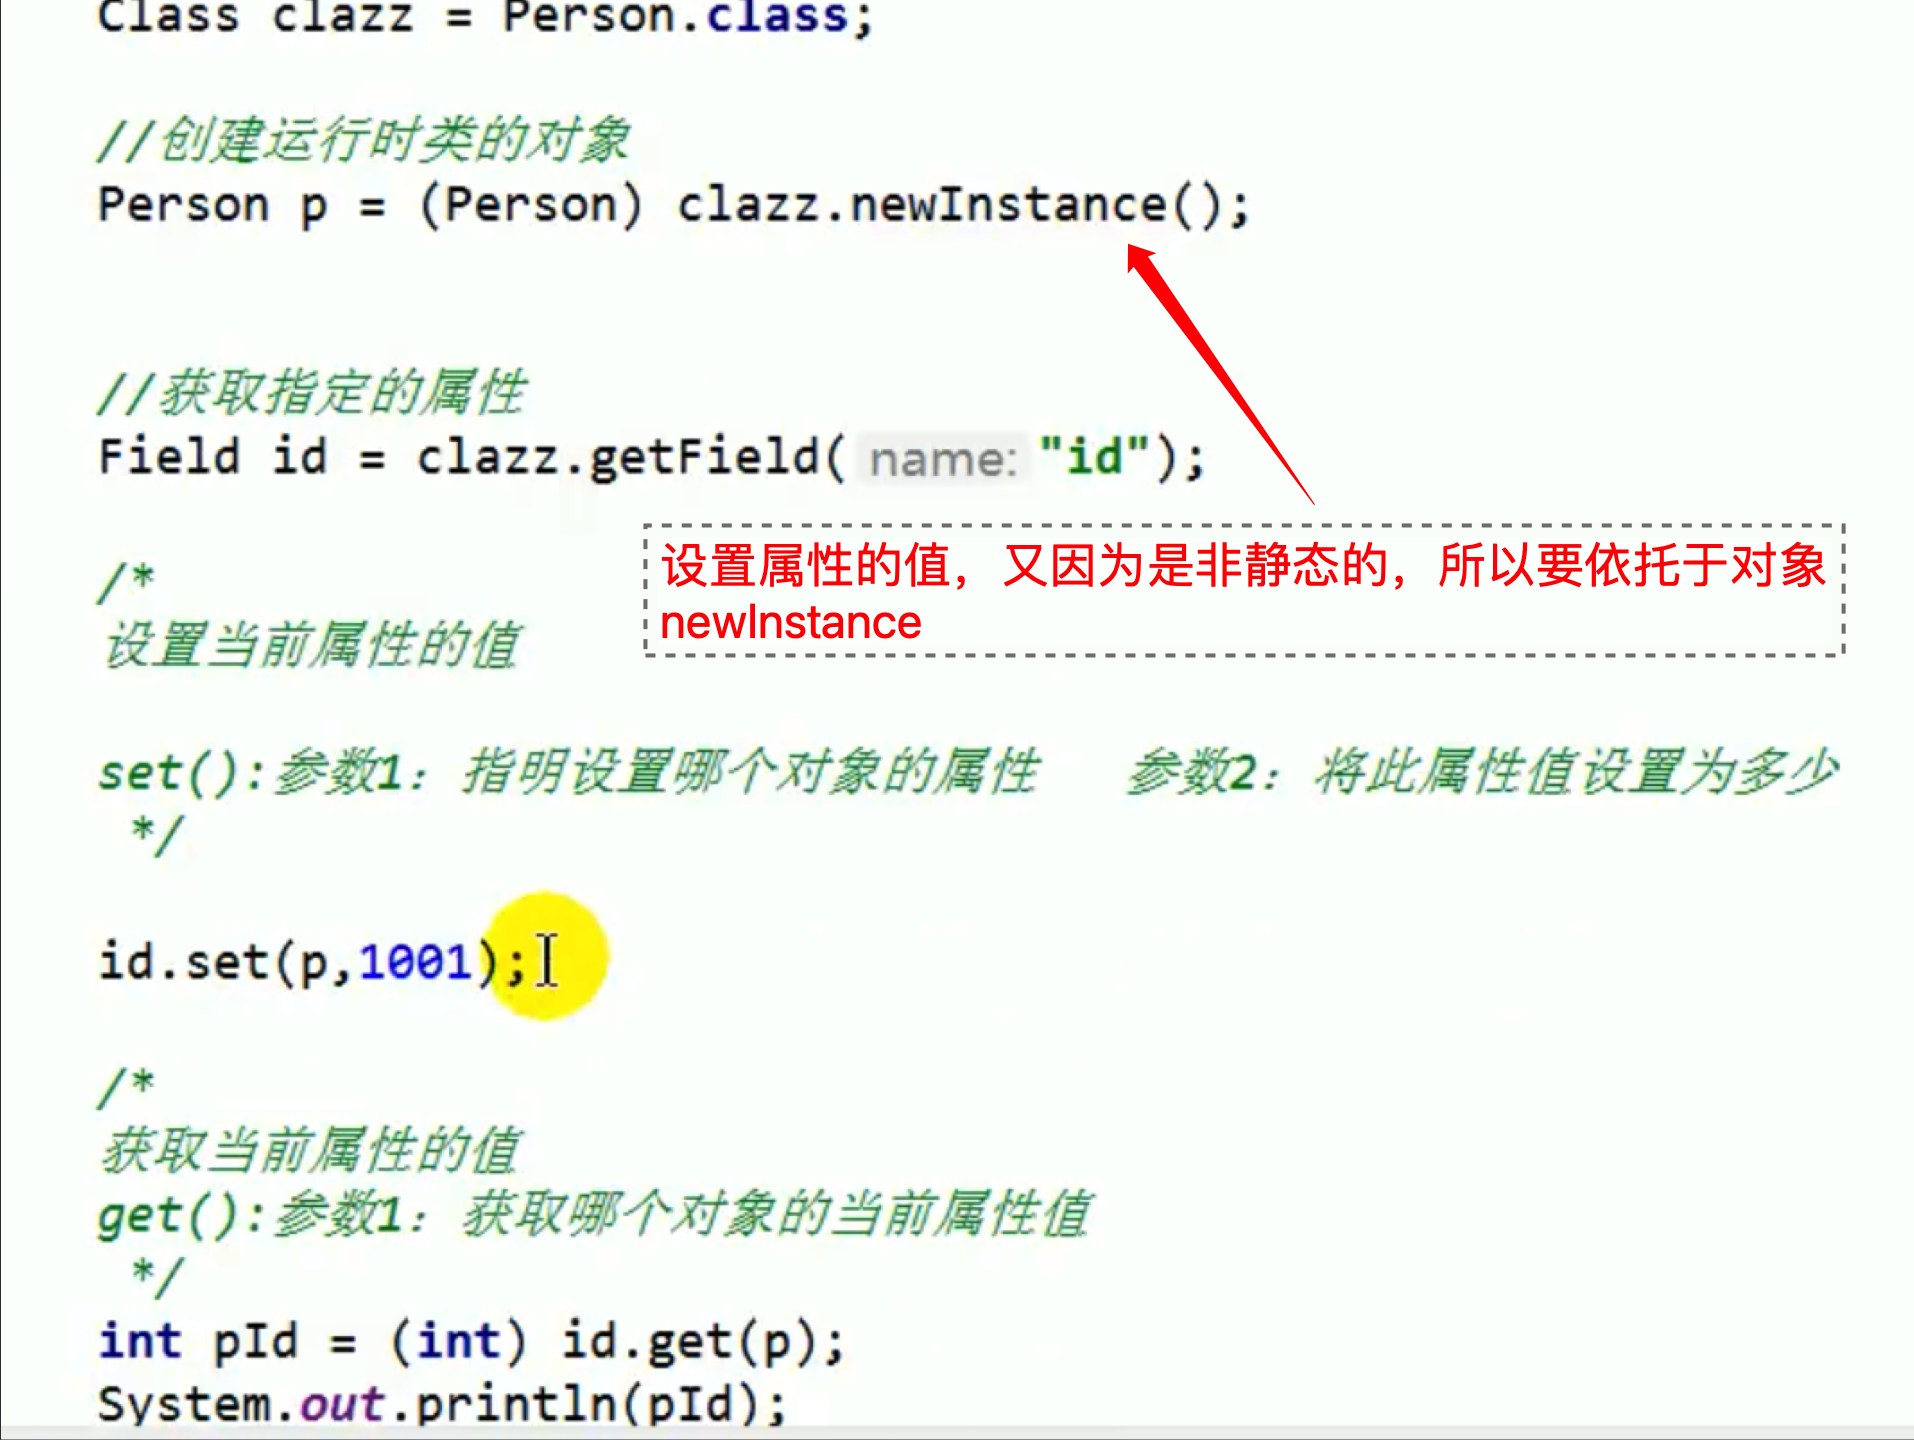 Class clazz = Person.class;
//创建运行时类的对象
Person p = (Person) clazz.newInstance();
//获取指定的属性
Field id = clazz.getField( name: "id");
设置属性的值，又因为是非静态的，所以要依托于对象
newInstance
/*
设置当前属性的值
set():参数1：指明设置哪个对象的属性   参数2：将此属性值设置为多少
*/
id.set(p,1001);
/*
获取当前属性的值
get():参数1：获取哪个对象的当前属性值
*/
int pId = (int) id.get(p);
System.out.println(pId);